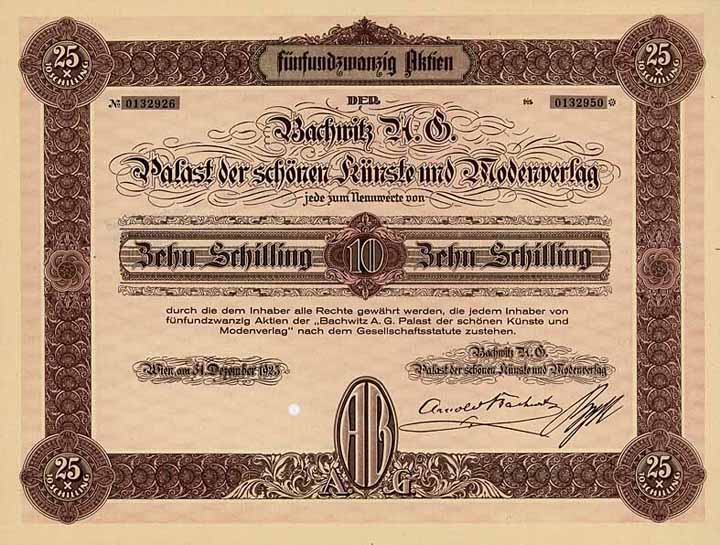 25 × 10 SCHILLING
fünfundzwanzig Aktien
25 × 10 SCHILLING
No 0132926
DER
bis 0132950
Bachwitz A. G.
Palast der schönen Künste und Modenverlag
jede zum Nennwerte von
Zehn Schilling 10 Zehn Schilling
durch die dem Inhaber alle Rechte gewährt werden, die jedem Inhaber von
fünfundzwanzig Aktien der „Bachwitz A. G. Palast der schönen Künste und
Modenverlag" nach dem Gesellschaftsstatute zustehen.
Wien, am 31. Dezember 1925
Bachwitz A. G.
Palast der schönen Künste und Modenverlag
Arnold Bachwitz
AB
A. G.
25 × 10 SCHILLING
25 × 10 SCHILLING